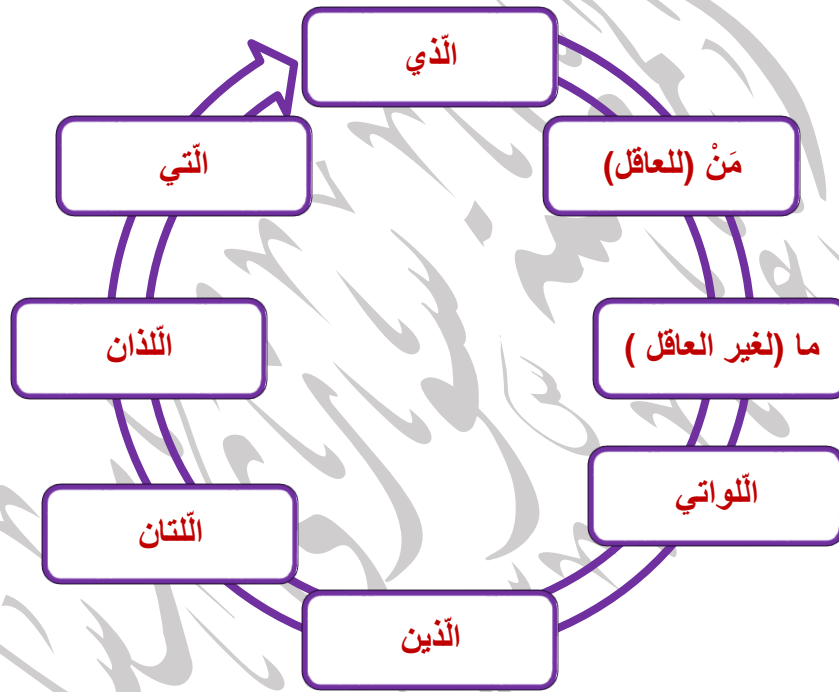 الّذي
مَنْ (للعاقل)
ما (لغير العاقل )
الّلواتي
الّذين
الّلتان
الّلذان
الّتي